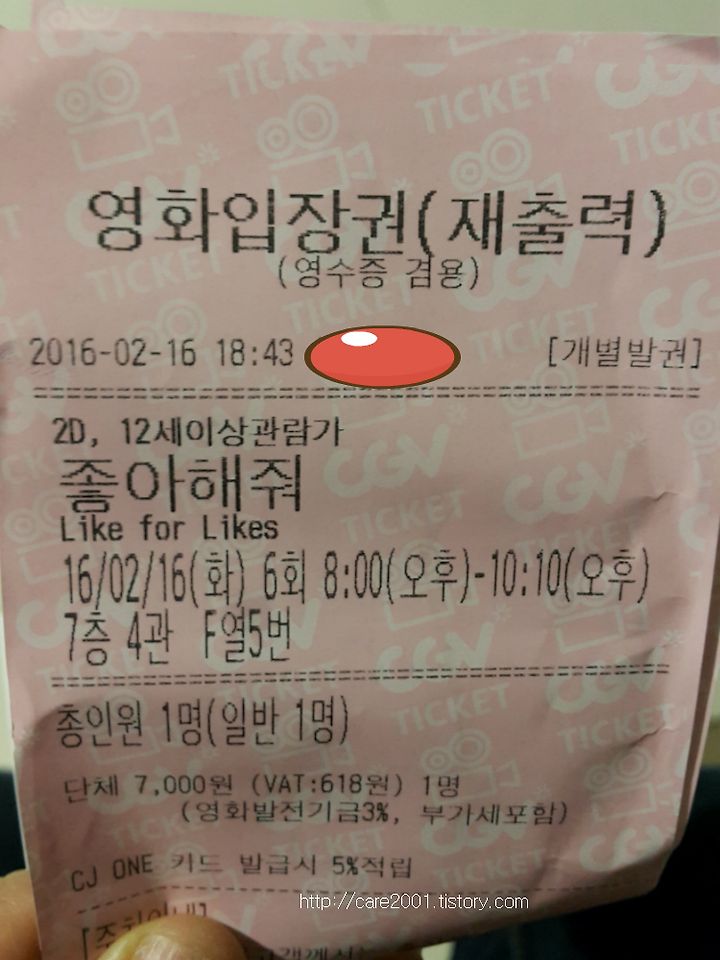 영화입장권(재출력)
(영수증 겸용)
2016-02-16 18:43 [개별발권]
2D, 12세이상관람가
좋아해줘
Like for Likes
16/02/16(화) 6회 8:00(오후)-10:10(오후)
7층 4관 F열5번
총인원 1명(일반 1명)
단체 7,000원 (VAT:618원) 1명
(영화발전기금3%, 부가세포함)
CJ ONE 카드 발급시 5%적립
http://care2001.tistory.com